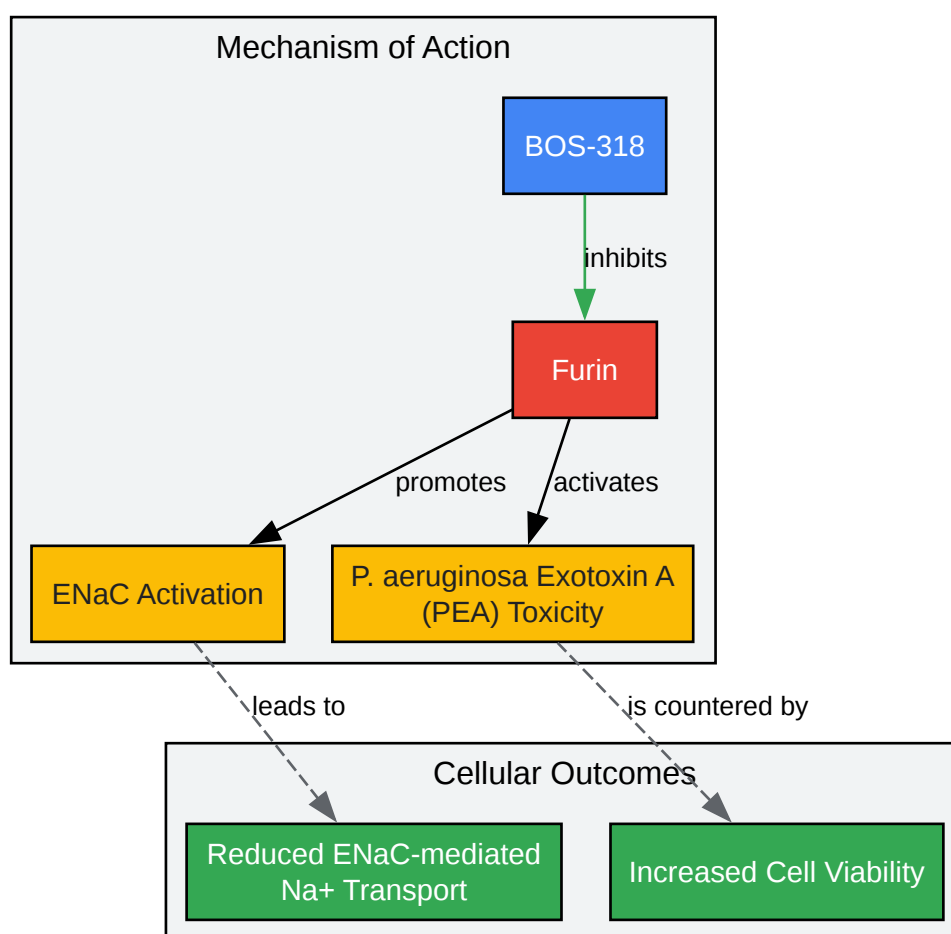 Mechanism of Action
BOS-318
inhibits
Furin
promotes
activates
ENaC Activation
P. aeruginosa Exotoxin A
(PEA) Toxicity
leads to
is countered by
Cellular Outcomes
Reduced ENaC-mediated
Na+ Transport
Increased Cell Viability